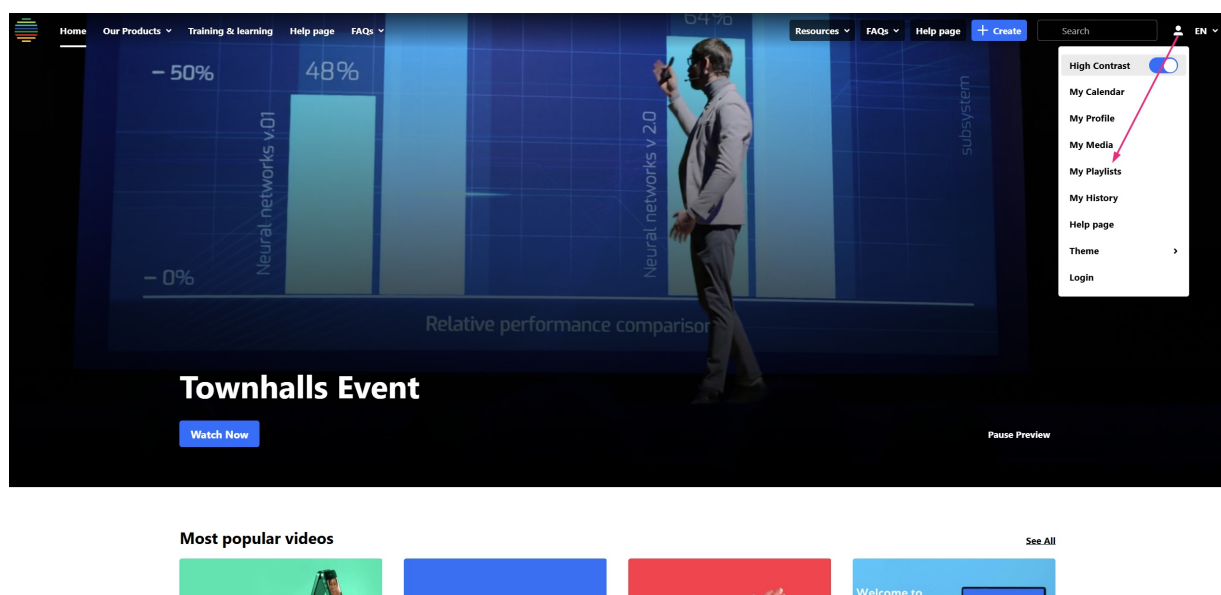 Home Our Products Training & learning Help page FAQs
Resources FAQs Help page + Create Search EN
High Contrast
My Calendar
My Profile
My Media
My Playlists
My History
Help page
Theme
Login
64%
– 50%
48%
Neural networks v.01
Neural networks v 2.0
subsystem
– 0%
Relative performance comparison
Townhalls Event
Watch Now
Pause Preview
Most popular videos
See All
Welcome to